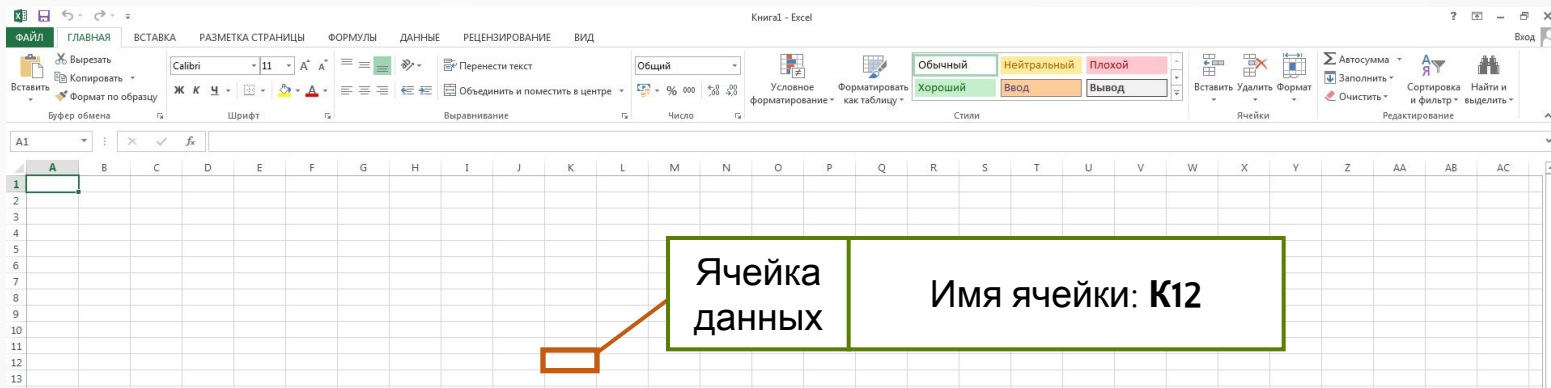 Книга1 - Excel
?
ФАЙЛ ГЛАВНАЯ ВСТАВКА РАЗМЕТКА СТРАНИЦЫ ФОРМУЛЫ ДАННЫЕ РЕЦЕНЗИРОВАНИЕ ВИД
Вход
Вставить
Вырезать
Копировать
Формат по образцу
Буфер обмена
Calibri 11
Ж К Ч
Шрифт
Перенести текст
Объединить и поместить в центре
Выравнивание
Общий
% 000
Число
Условное форматирование
Форматировать как таблицу
Обычный Нейтральный Плохой
Хороший Ввод Вывод
Стили
Вставить Удалить Формат
Ячейки
Автосумма
Заполнить
Очистить
Сортировка и фильтр
Найти и выделить
Редактирование
A1 fx
A B C D E F G H I J K L M N O P Q R S T U V W X Y Z AA AB AC
1
2
3
4
5
6
7
8
9
10
11
12
13
Ячейка
данных
Имя ячейки: К12